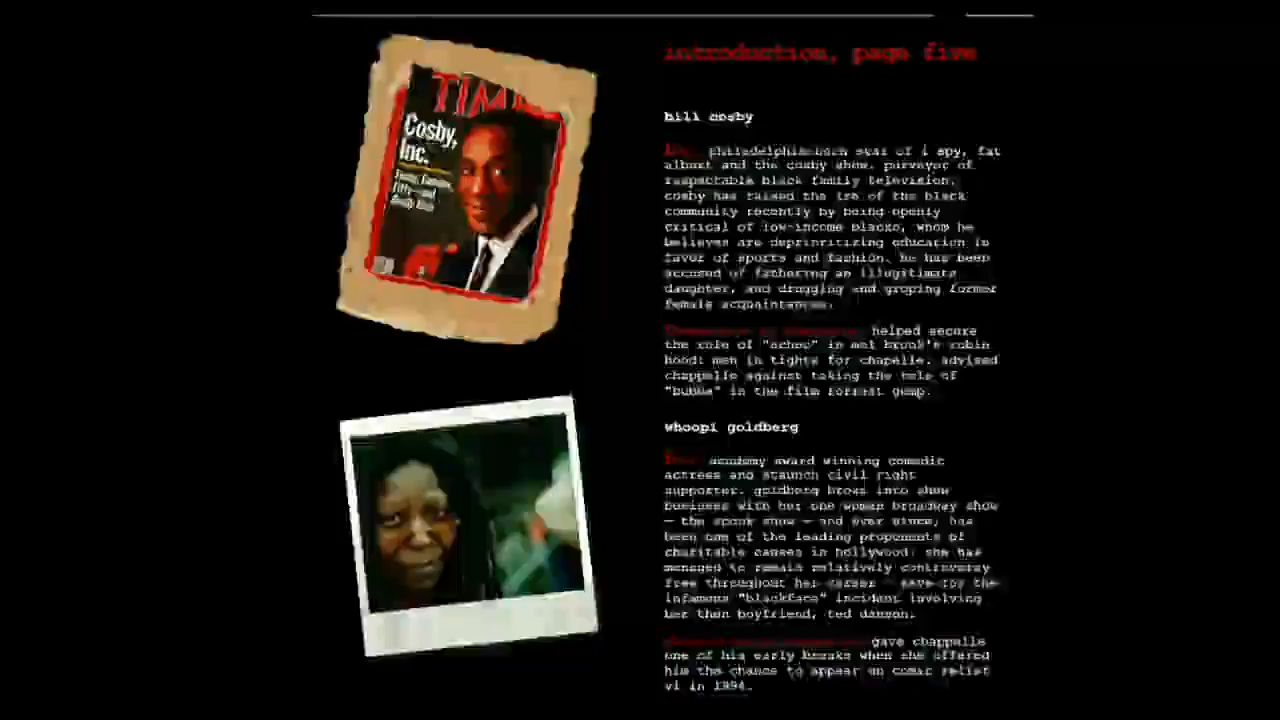 introduction, page five
TIME
Cosby,
Inc.
bill cosby
philadelphia-born star of i spy, fat
albert and the cosby show. purveyor of
respectable black family television.
cosby has raised the ire of the black
community recently by being openly
critical of low-income blacks, whom he
believes are deprioritizing education in
favor of sports and fashion. he has been
accused of fathering an illegitimate
daughter, and drugging and groping former
female acquaintances.
helped secure
the role of "achoo" in mel brook's robin
hood: men in tights for chapelle. advised
chappelle against taking the role of
"bubba" in the film forrest gump.
whoopi goldberg
academy award winning comedic
actress and staunch civil right
supporter. goldberg broke into show
business with her one woman broadway show
— the spook show — and ever since, has
been one of the leading proponents of
charitable causes in hollywood. she has
managed to remain relatively controversy
free throughout her career - save for the
infamous "blackface" incident involving
her then boyfriend, ted danson.
gave chappelle
one of his early breaks when she offered
him the chance to appear on comic relief
vi in 1994.